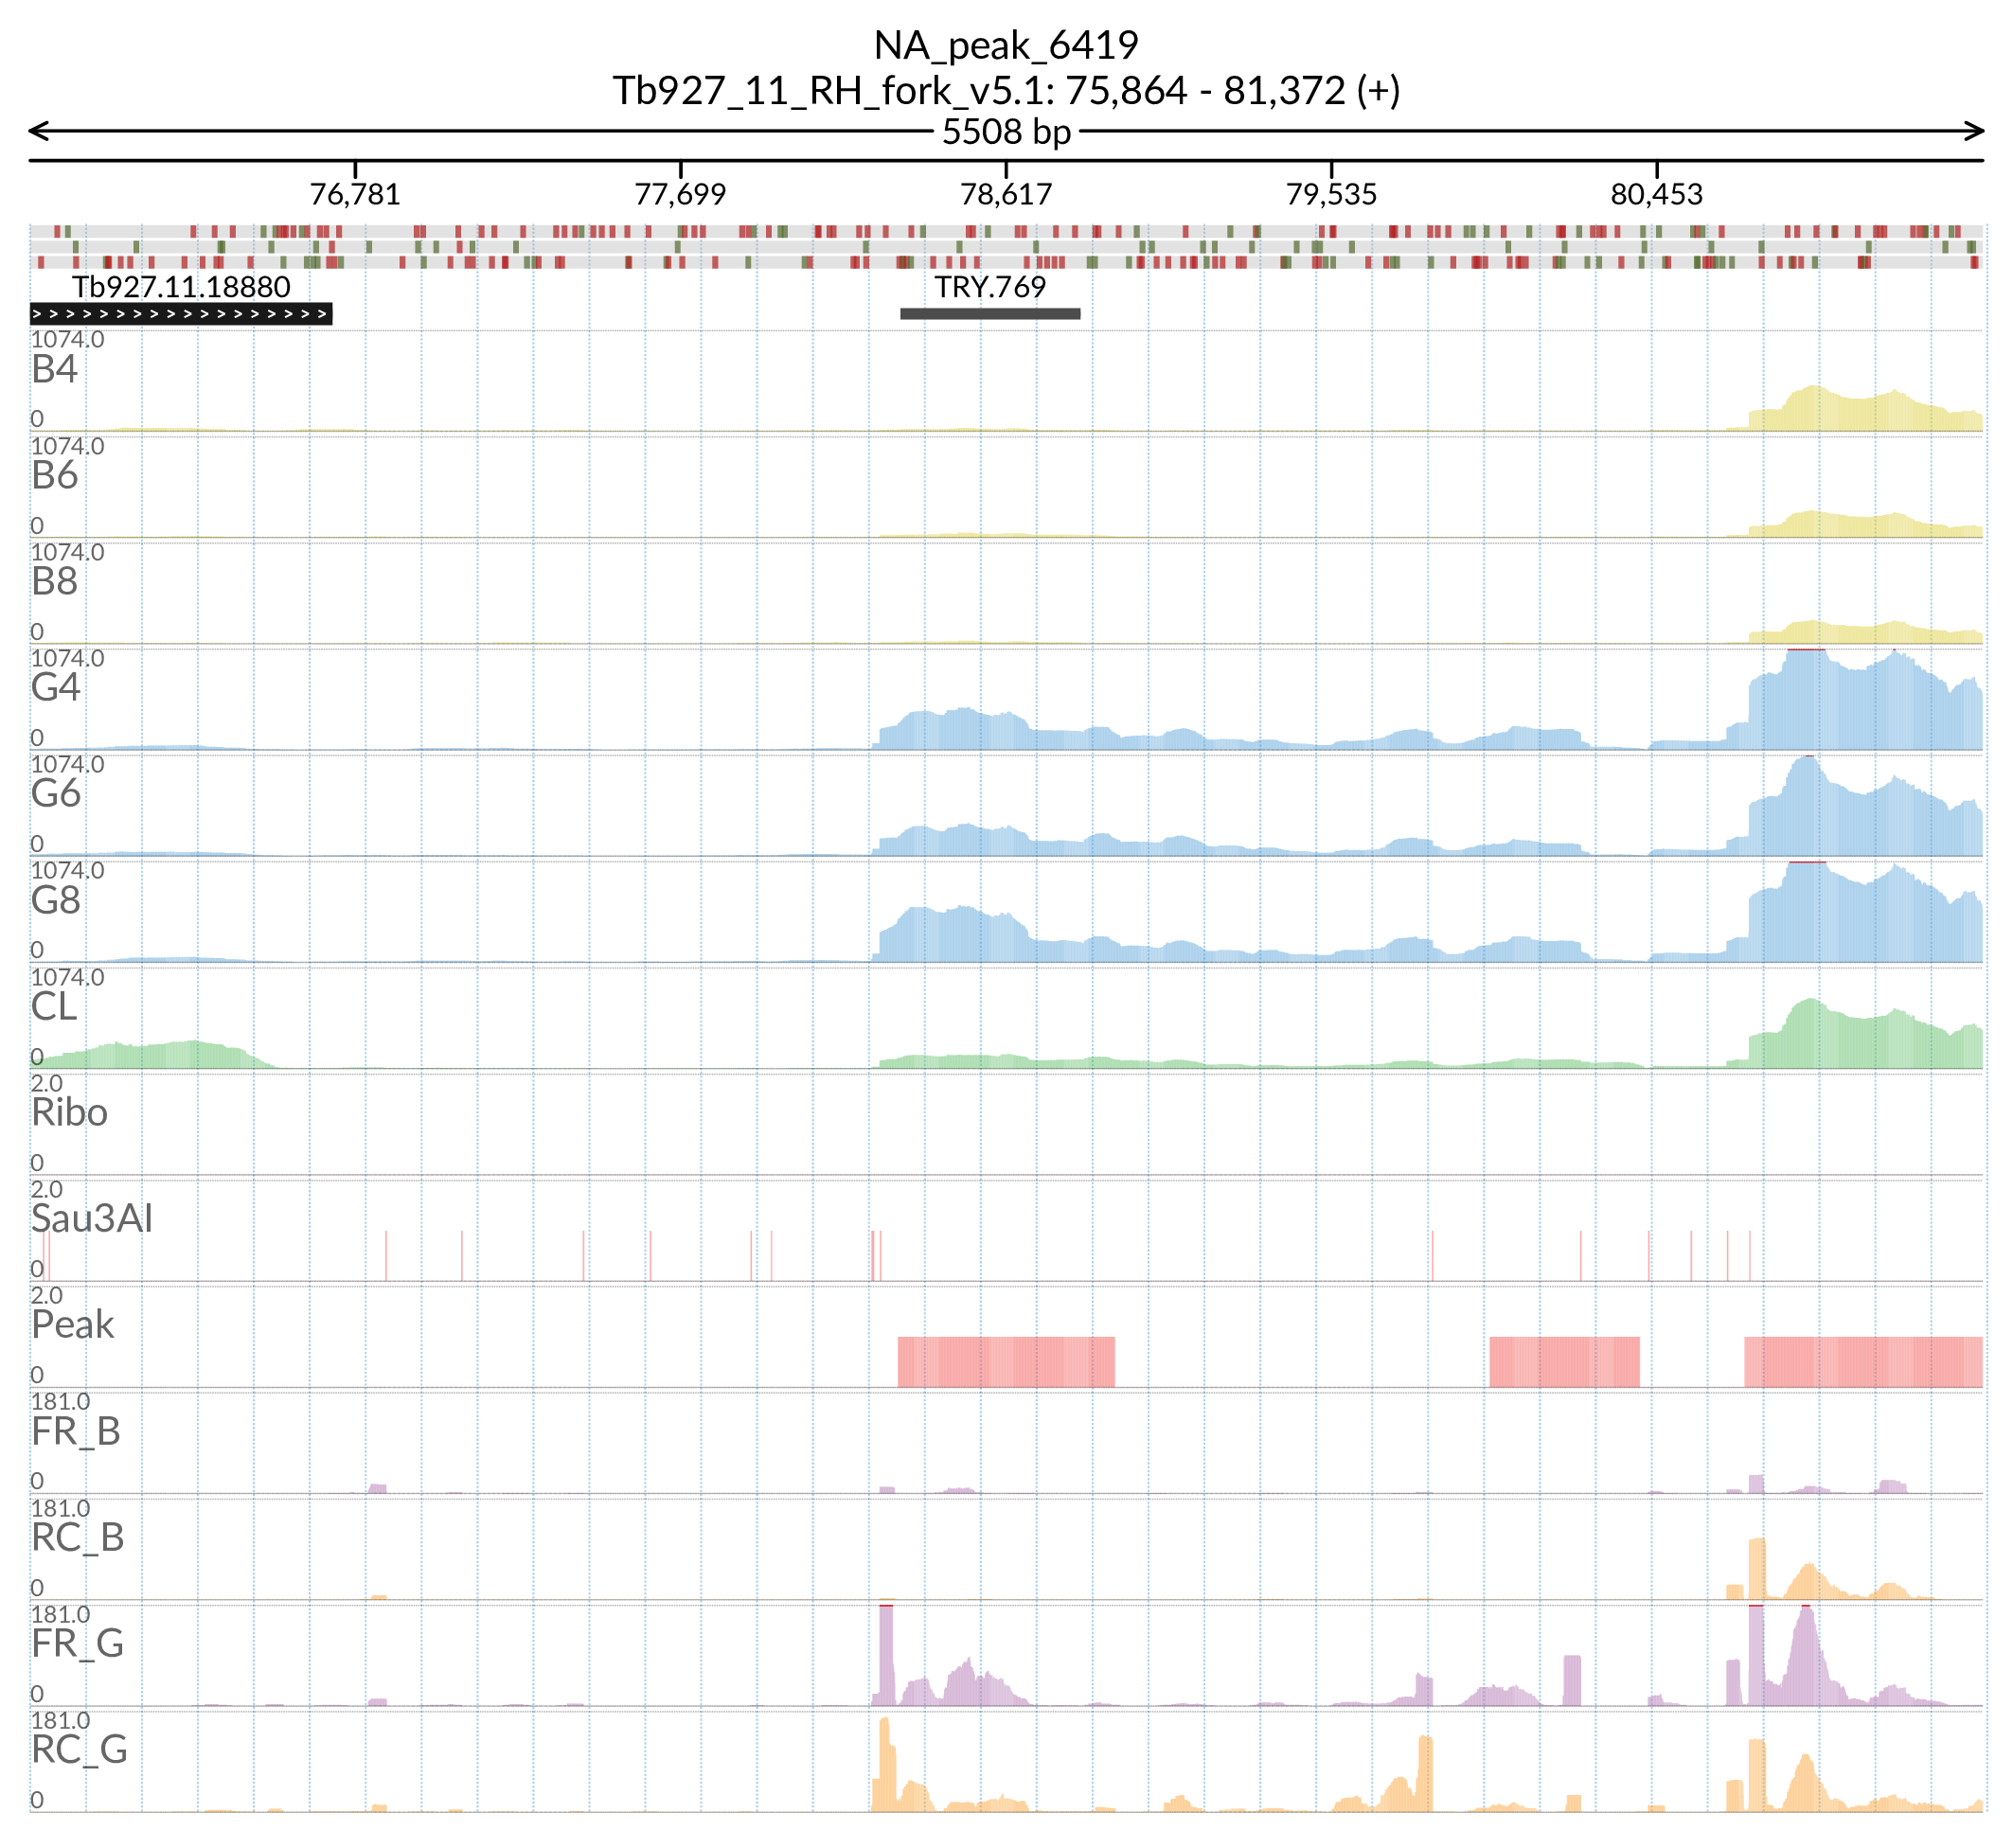 NA_peak_6419
Tb927_11_RH_fork_v5.1: 75,864 - 81,372 (+)
5508 bp
76,781 77,699 78,617 79,535 80,453
Tb927.11.18880 TRY.769
1074.0
B4
0
1074.0
B6
0
1074.0
B8
0
1074.0
G4
0
1074.0
G6
0
1074.0
G8
0
1074.0
CL
0
2.0
Ribo
0
2.0
Sau3AI
0
2.0
Peak
0
181.0
FR_B
0
181.0
RC_B
0
181.0
FR_G
0
181.0
RC_G
0